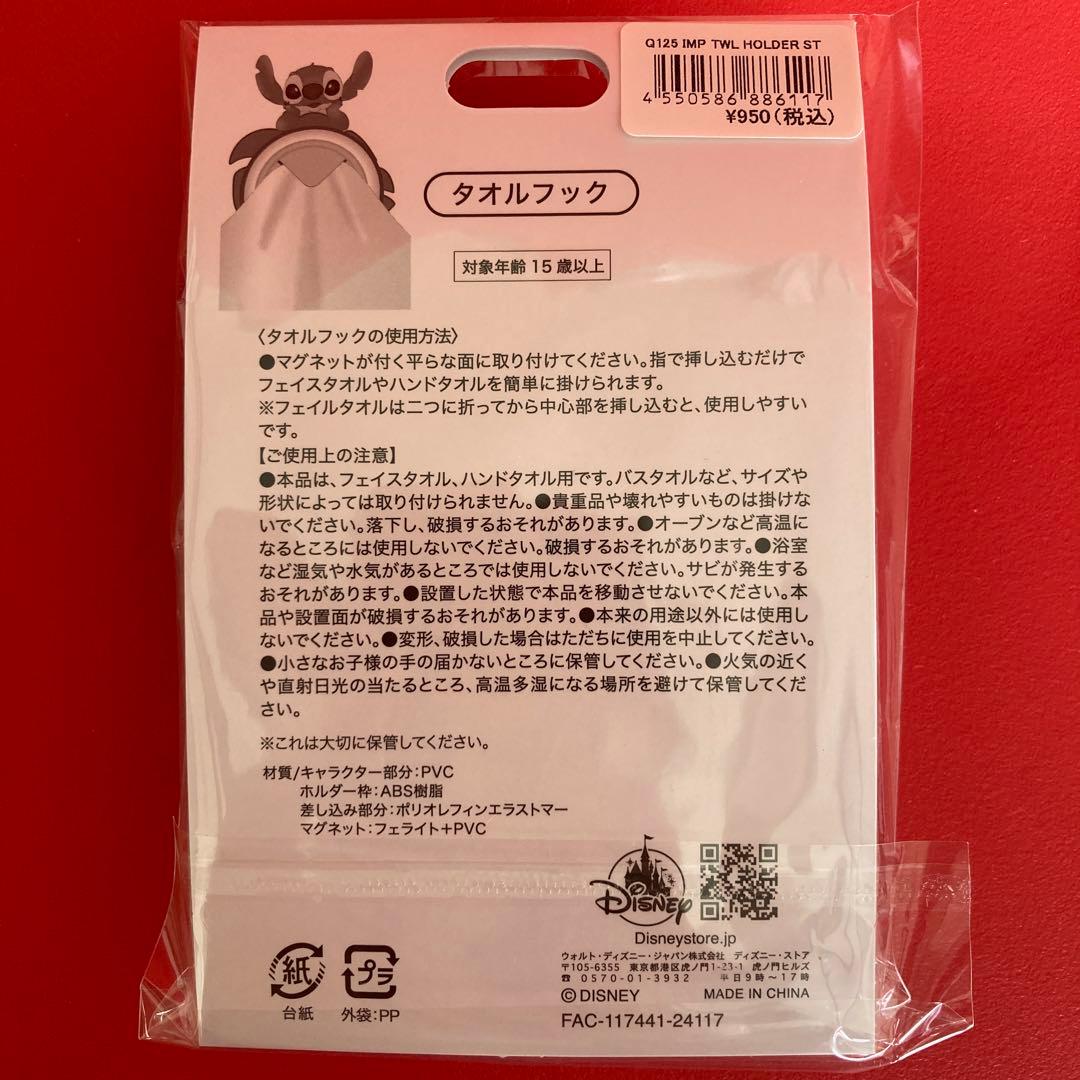 Q125 IMP TWL HOLDER ST
4 550586 886117
¥950(税込)
タオルフック
対象年齢15歳以上
〈タオルフックの使用方法〉
●マグネットが付く平らな面に取り付けてください。指で挿し込むだけで
フェイスタオルやハンドタオルを簡単に掛けられます。
※フェイルタオルは二つに折ってから中心部を挿し込むと、使用しやすい
です。
【ご使用上の注意】
●本品は、フェイスタオル、ハンドタオル用です。バスタオルなど、サイズや
形状によっては取り付けられません。●貴重品や壊れやすいものは掛けな
いでください。落下し、破損するおそれがあります。●オーブンなど高温に
なるところには使用しないでください。破損するおそれがあります。●浴室
など湿気や水気があるところでは使用しないでください。サビが発生する
おそれがあります。●設置した状態で本品を移動させないでください。本
品や設置面が破損するおそれがあります。●本来の用途以外には使用し
ないでください。●変形、破損した場合はただちに使用を中止してください。
●小さなお子様の手の届かないところに保管してください。●火気の近く
や直射日光の当たるところ、高温多湿になる場所を避けて保管してくだ
さい。
※これは大切に保管してください。
材質/キャラクター部分:PVC
ホルダー枠:ABS樹脂
差し込み部分:ポリオレフィンエラストマー
マグネット:フェライト+PVC
DISNEY
Disneystore.jp
ウォルト・ディズニー・ジャパン株式会社 ディズニー・ストア
〒105-6355 東京都港区虎ノ門1-23-1 虎ノ門ヒルズ
☎ 0570-01-3932 平日9時〜17時
©DISNEY MADE IN CHINA
FAC-117441-24117
紙
台紙
プラ
外袋:PP